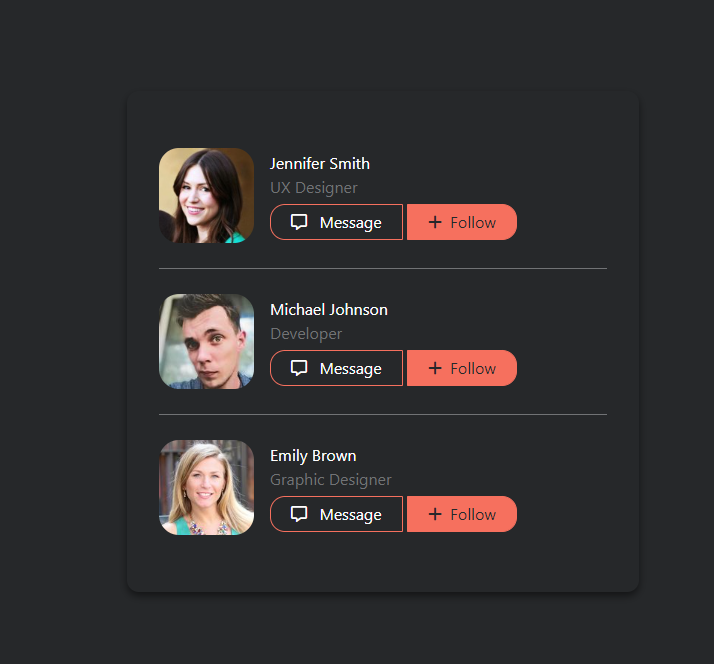 Jennifer Smith
UX Designer
Message Follow
Michael Johnson
Developer
Message Follow
Emily Brown
Graphic Designer
Message Follow